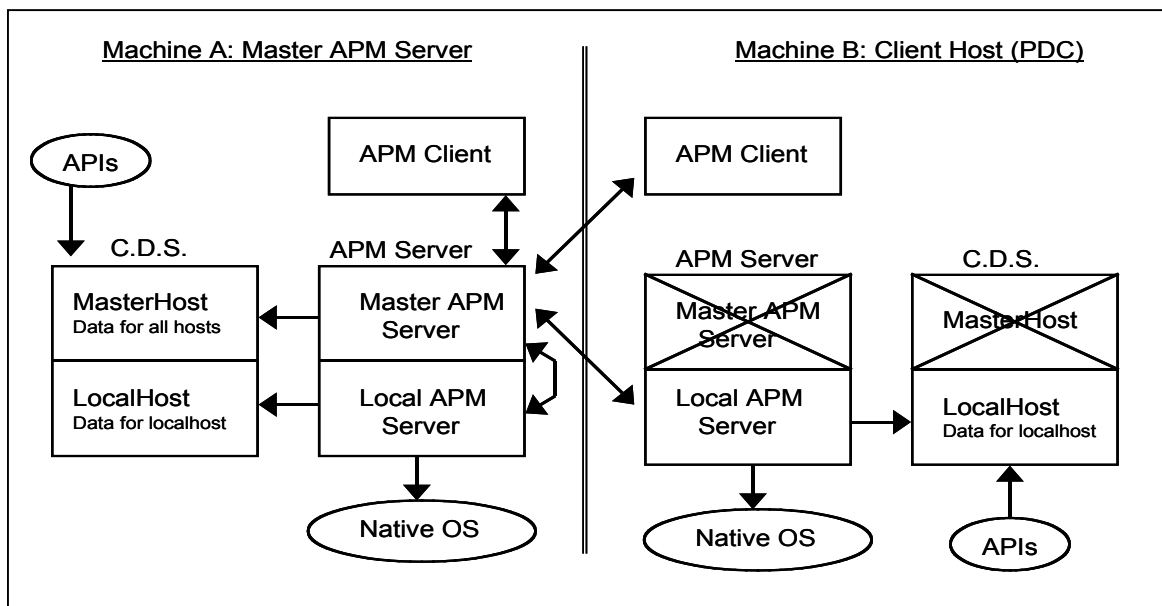 Machine A: Master APM Server
Machine B: Client Host (PDC)
APIs
APM Client
APM Client
C.D.S.
APM Server
APM Server
C.D.S.
MasterHost
Data for all hosts
Master APM
Server
Master APM
Server
MasterHost
LocalHost
Data for localhost
Local APM
Server
Local APM
Server
LocalHost
Data for localhost
Native OS
Native OS
APIs